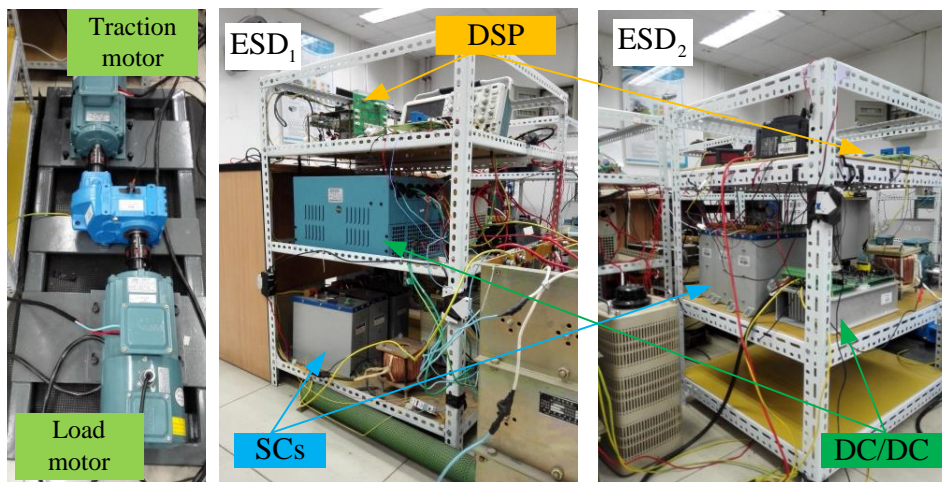 Traction
motor
ESD1
DSP
ESD2
Load
motor
SCs
DC/DC